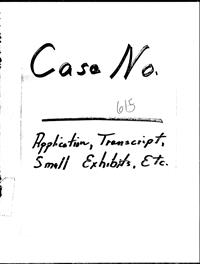 Case No.
615
Application, Transcript,
Small Exhibits, Etc.